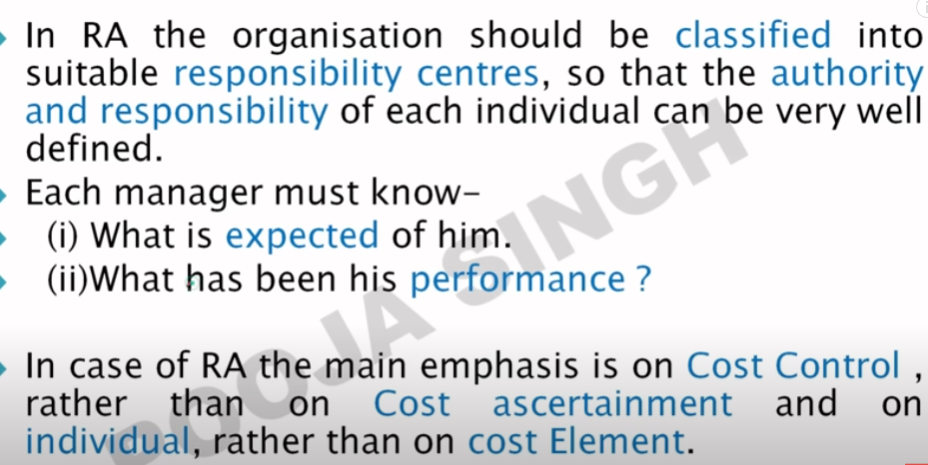 In RA the organisation should be classified into
suitable responsibility centres, so that the authority
and responsibility of each individual can be very well
defined.
Each manager must know–
(i) What is expected of him.
(ii)What has been his performance ?
In case of RA the main emphasis is on Cost Control ,
rather than on Cost ascertainment and on
individual, rather than on cost Element.
POOJA SINGH